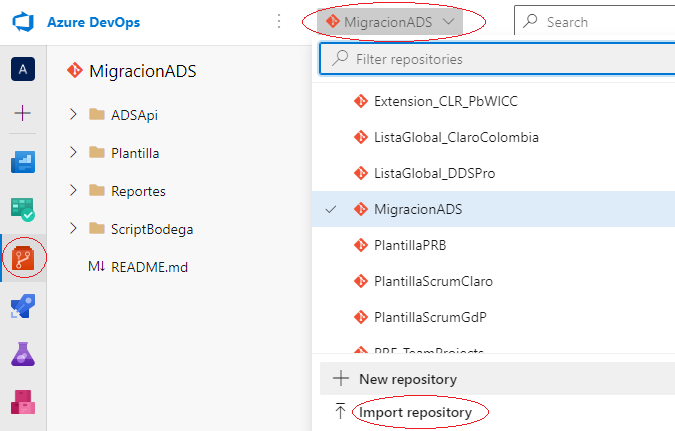 Azure DevOps
MigracionADS
Search
A
MigracionADS
Filter repositories
ADSApi
Extension_CLR_PbWICC
Plantilla
ListaGlobal_ClaroColombia
Reportes
ListaGlobal_DDSPro
ScriptBodega
MigracionADS
README.md
PlantillaPRB
PlantillaScrumClaro
PlantillaScrumGdP
New repository
Import repository